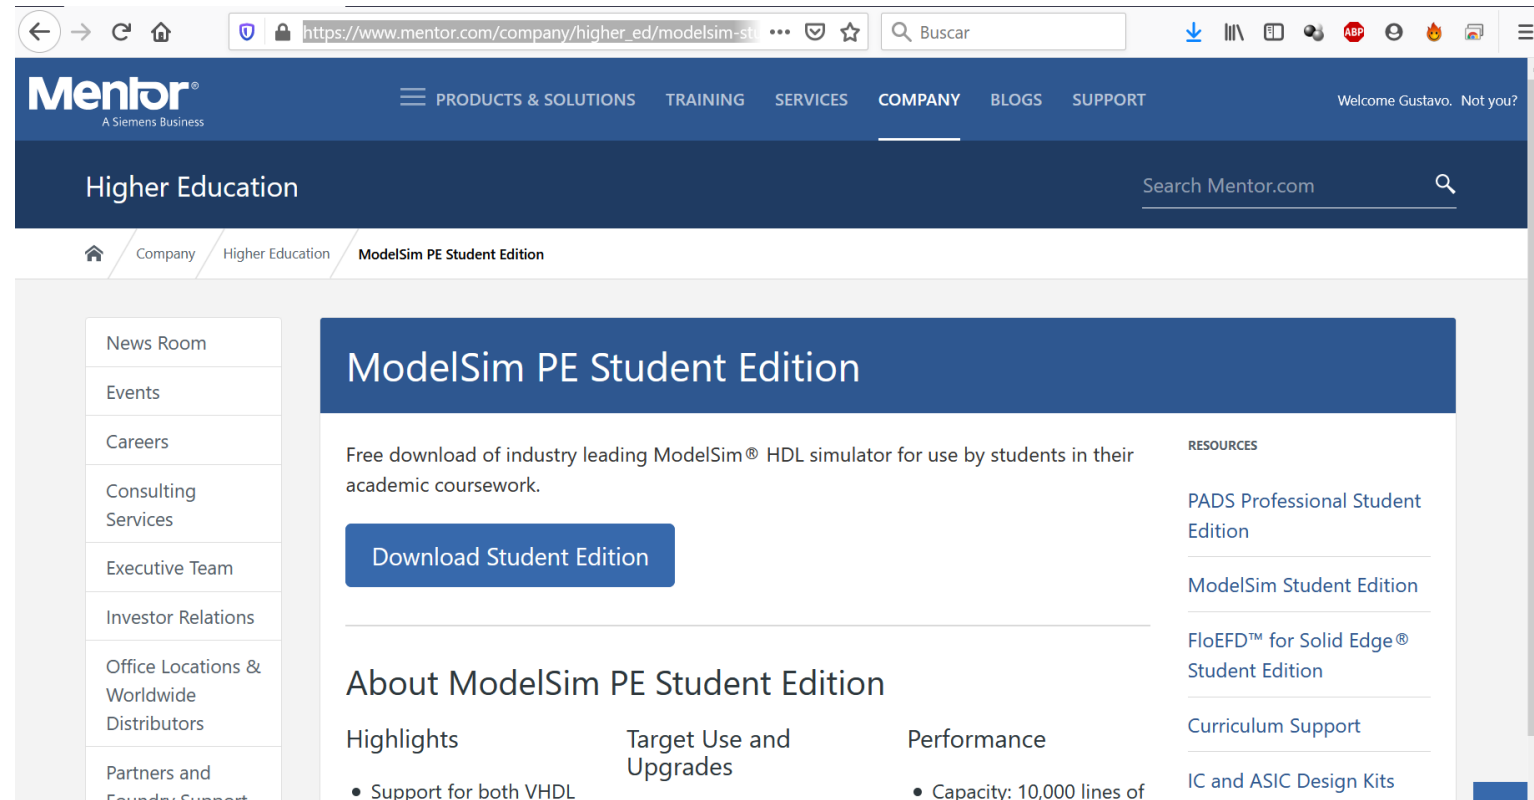 https://www.mentor.com/company/higher_ed/modelsim-stu
Buscar
ABP
Mentor®
A Siemens Business
PRODUCTS & SOLUTIONS
TRAINING
SERVICES
COMPANY
BLOGS
SUPPORT
Welcome Gustavo. Not you?
Higher Education
Search Mentor.com
Company
Higher Education
ModelSim PE Student Edition
News Room
Events
Careers
Consulting
Services
Executive Team
Investor Relations
Office Locations &
Worldwide
Distributors
Partners and
Foundry Support
ModelSim PE Student Edition
Free download of industry leading ModelSim® HDL simulator for use by students in their
academic coursework.
Download Student Edition
About ModelSim PE Student Edition
Highlights
• Support for both VHDL
Target Use and
Upgrades
Performance
• Capacity: 10,000 lines of
RESOURCES
PADS Professional Student
Edition
ModelSim Student Edition
FloEFD™ for Solid Edge®
Student Edition
Curriculum Support
IC and ASIC Design Kits